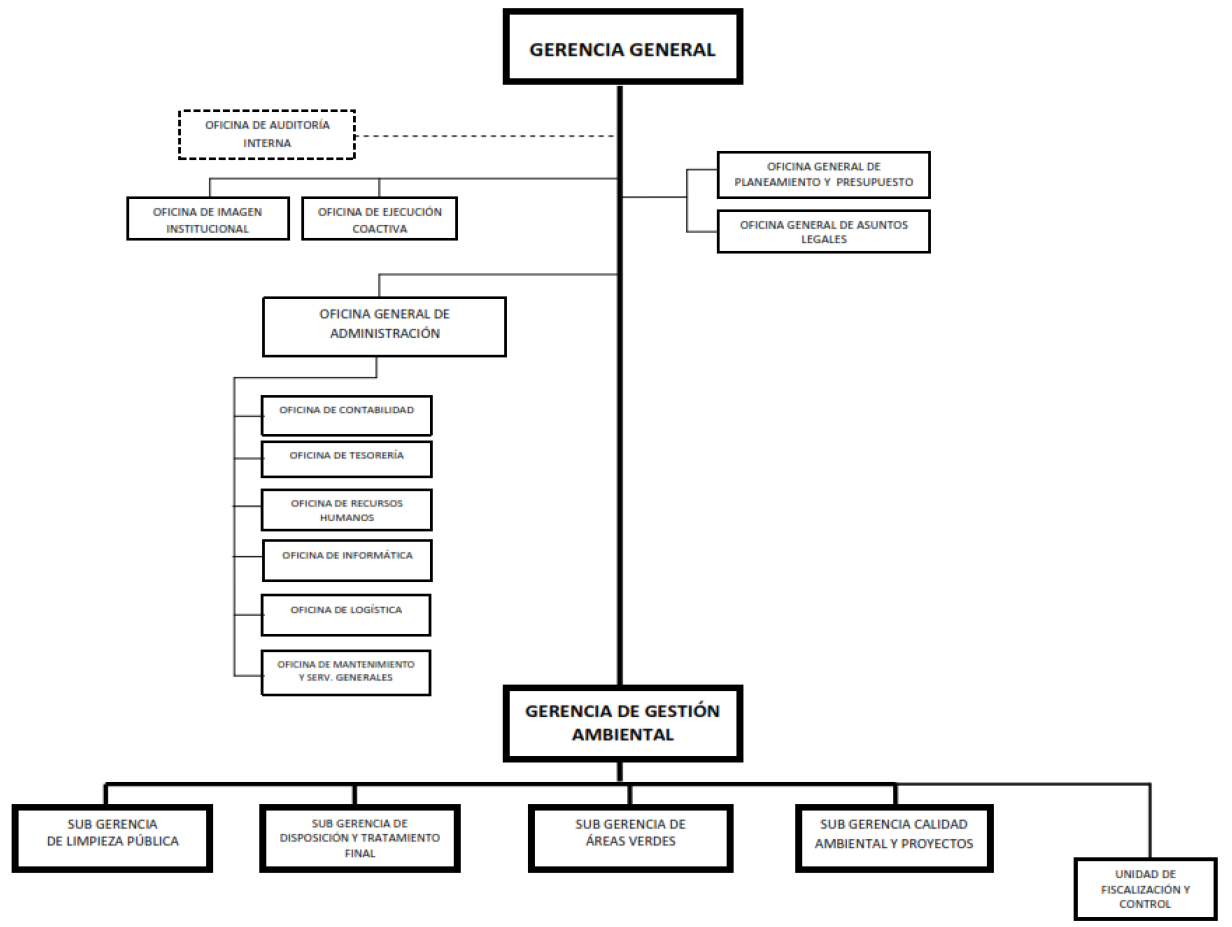 GERENCIA GENERAL
OFICINA DE AUDITORÍA
INTERNA
OFICINA GENERAL DE
PLANEAMIENTO Y PRESUPUESTO
OFICINA DE IMAGEN
INSTITUCIONAL
OFICINA DE EJECUCIÓN
COACTIVA
OFICINA GENERAL DE ASUNTOS
LEGALES
OFICINA GENERAL DE
ADMINISTRACIÓN
OFICINA DE CONTABILIDAD
OFICINA DE TESORERÍA
OFICINA DE RECURSOS
HUMANOS
OFICINA DE INFORMÁTICA
OFICINA DE LOGÍSTICA
OFICINA DE MANTENIMIENTO
Y SERV. GENERALES
GERENCIA DE GESTIÓN
AMBIENTAL
SUB GERENCIA
DE LIMPIEZA PÚBLICA
SUB GERENCIA DE
DISPOSICIÓN Y TRATAMIENTO
FINAL
SUB GERENCIA DE
ÁREAS VERDES
SUB GERENCIA CALIDAD
AMBIENTAL Y PROYECTOS
UNIDAD DE
FISCALIZACIÓN Y
CONTROL